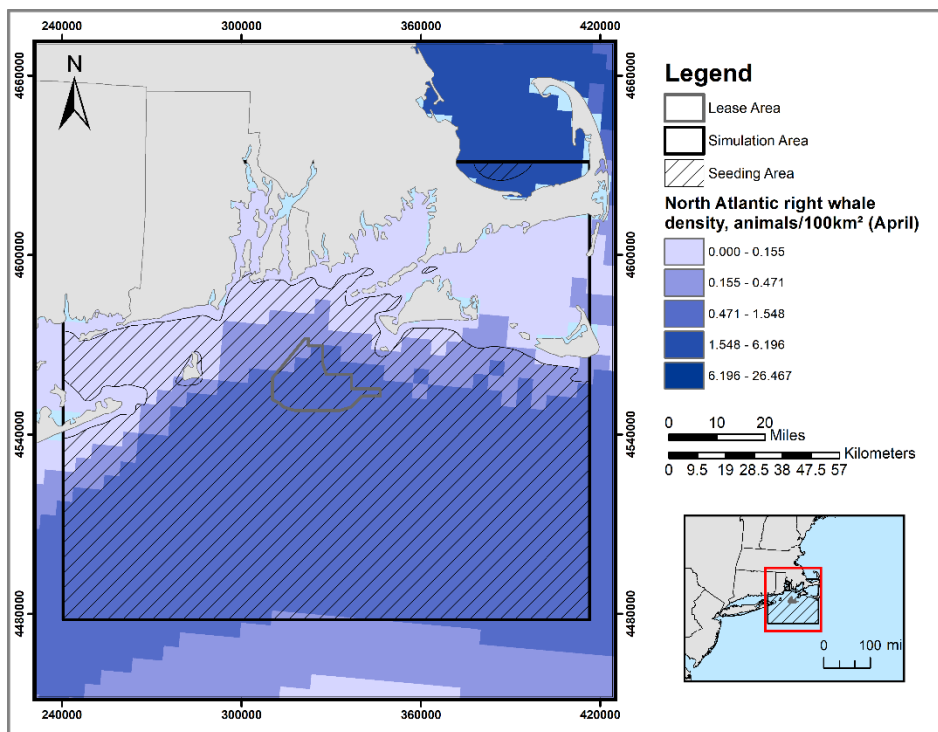 240000 300000 360000 420000
N
4660000 4660000
4600000 4600000
4540000 4540000
4480000 4480000
240000 300000 360000 420000
Legend
Lease Area
Simulation Area
Seeding Area
North Atlantic right whale
density, animals/100km² (April)
0.000 - 0.155
0.155 - 0.471
0.471 - 1.548
1.548 - 6.196
6.196 - 26.467
0 10 20
Miles
Kilometers
0 9.5 19 28.5 38 47.5 57
0 100 mi